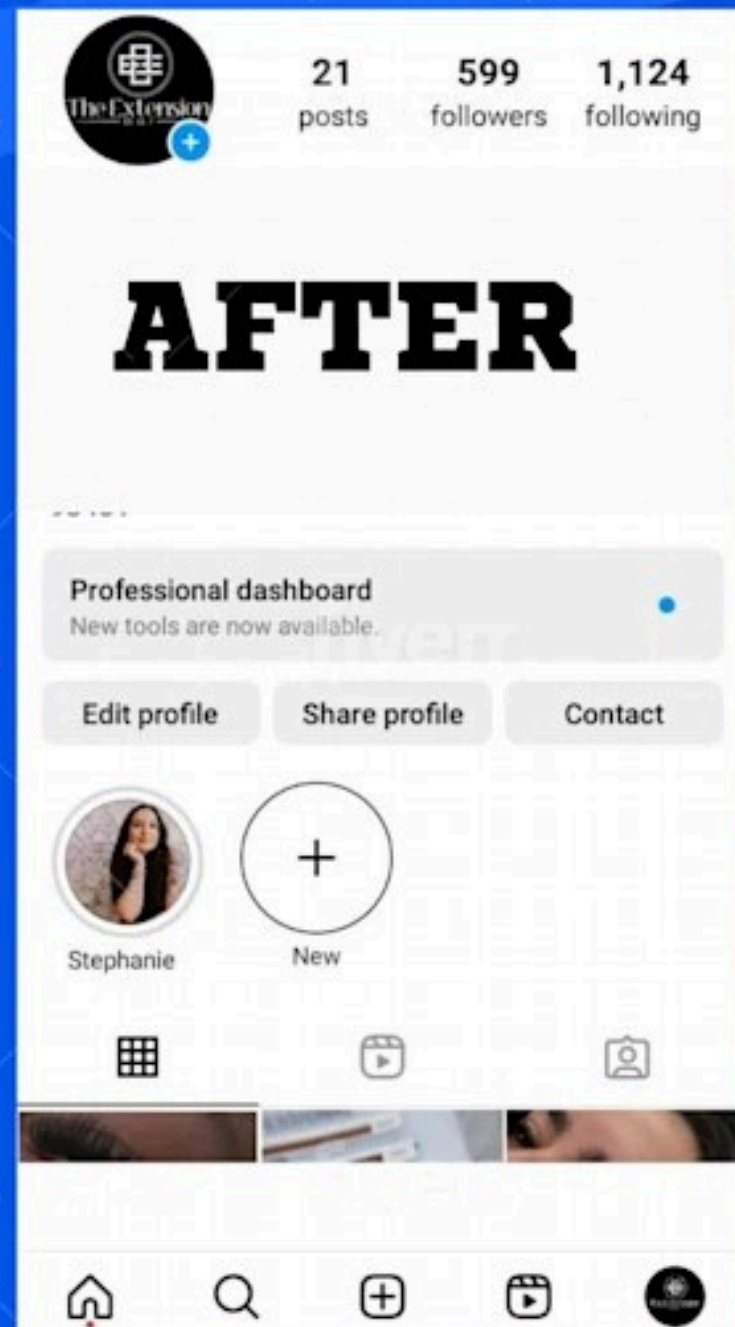 21 599 1,124
posts followers following
The Extension
AFTER
Professional dashboard
New tools are now available.
fiverr.
Edit profile Share profile Contact
Stephanie New